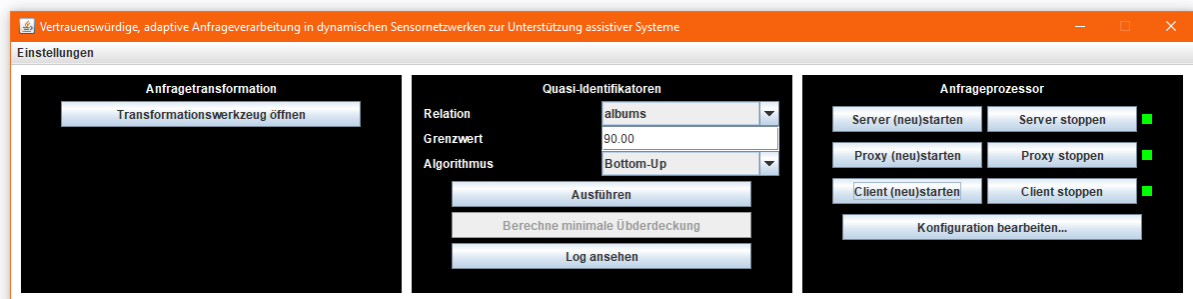 Vertrauenswürdige, adaptive Anfrageverarbeitung in dynamischen Sensornetzwerken zur Unterstützung assistiver Systeme
Einstellungen
Anfragetransformation
Transformationswerkzeug öffnen
Quasi-Identifikatoren
Relation albums
Grenzwert 90.00
Algorithmus Bottom-Up
Ausführen
Berechne minimale Übderdeckung
Log ansehen
Anfrageprozessor
Server (neu)starten Server stoppen
Proxy (neu)starten Proxy stoppen
Client (neu)starten Client stoppen
Konfiguration bearbeiten...